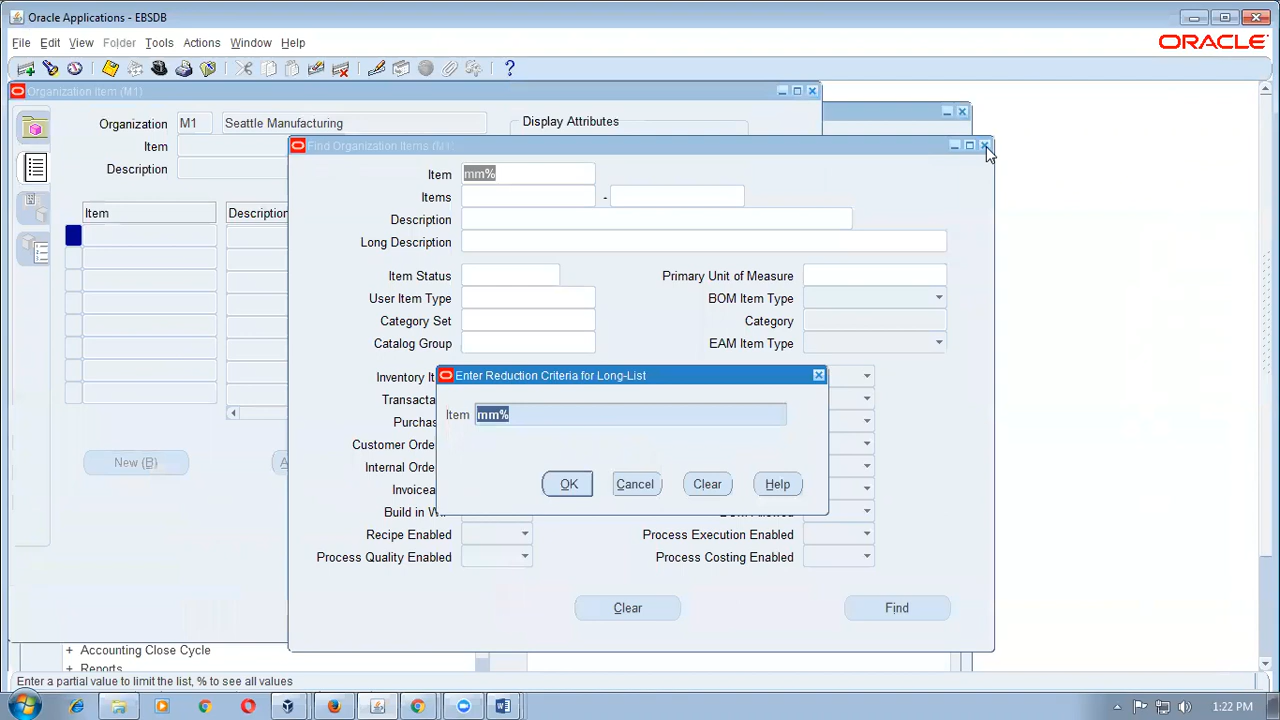 Oracle Applications - EBSDB
File Edit View Folder Tools Actions Window Help
ORACLE
Organization Item (M1)
Organization M1 Seattle Manufacturing
Display Attributes
Item
Description
Item Description
New (B)
Find Organization Items (M1)
Item mm%
Items -
Description
Long Description
Item Status Primary Unit of Measure
User Item Type BOM Item Type
Category Set Category
Catalog Group EAM Item Type
Inventory
Customer
Internal
Build in
Recipe Enabled Process Execution Enabled
Process Quality Enabled Process Costing Enabled
Clear Find
Enter Reduction Criteria for Long-List
Item mm%
OK Cancel Clear Help
+ Accounting Close Cycle
+ Reports
Enter a partial value to limit the list, % to see all values
1:22 PM